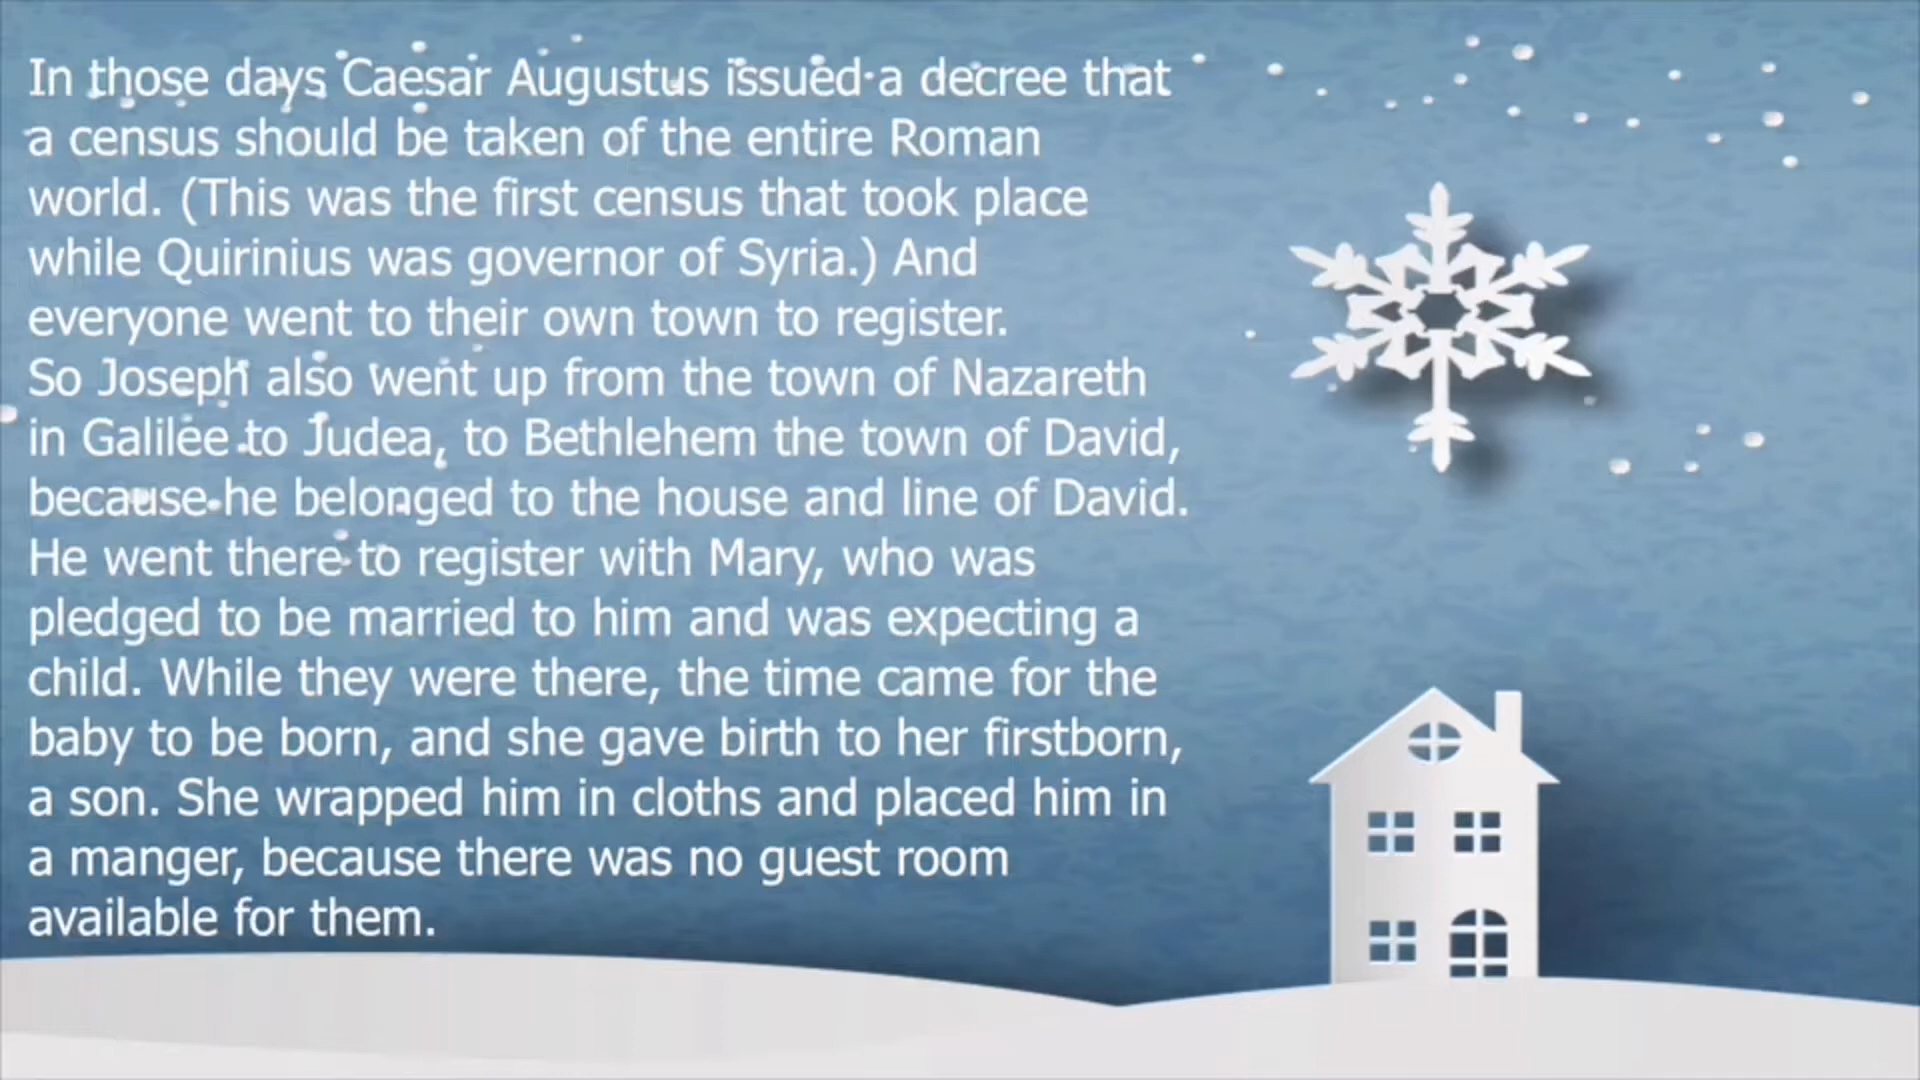 In those days Caesar Augustus issued a decree that
a census should be taken of the entire Roman
world. (This was the first census that took place
while Quirinius was governor of Syria.) And
everyone went to their own town to register.
So Joseph also went up from the town of Nazareth
in Galilee to Judea, to Bethlehem the town of David,
because he belonged to the house and line of David.
He went there to register with Mary, who was
pledged to be married to him and was expecting a
child. While they were there, the time came for the
baby to be born, and she gave birth to her firstborn,
a son. She wrapped him in cloths and placed him in
a manger, because there was no guest room
available for them.